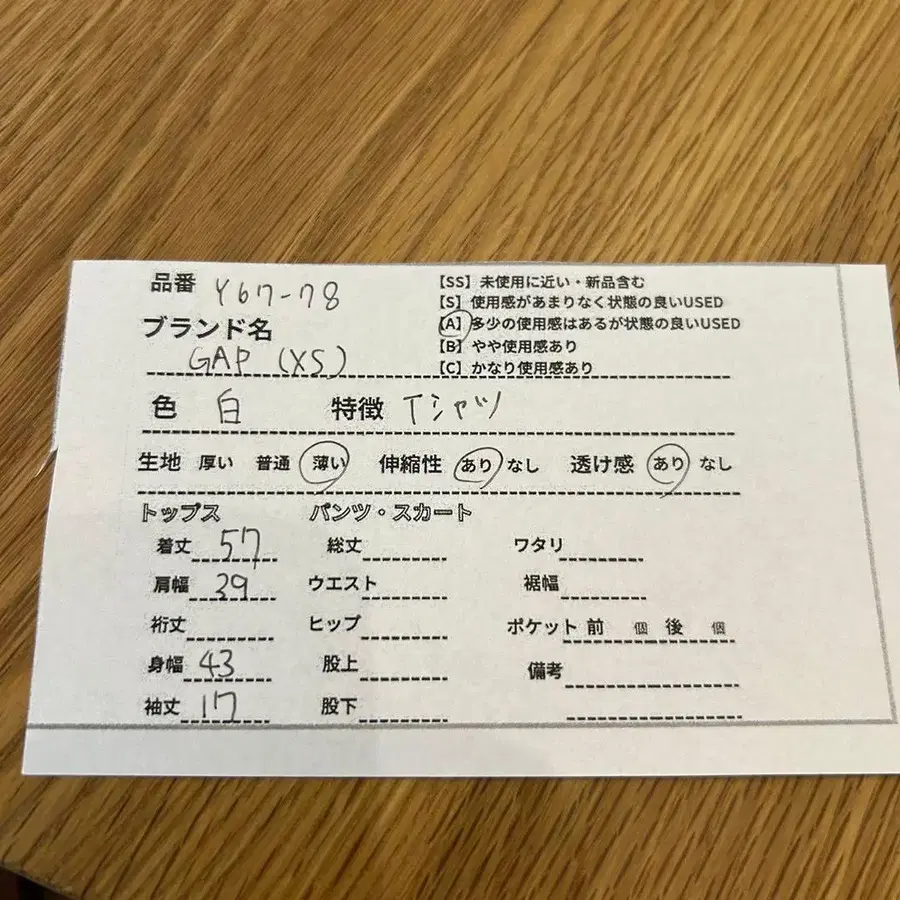 品番 Y67-78
ブランド名
GAP (XS)
【SS】未使用に近い・新品含む
【S】使用感があまりなく状態の良いUSED
【A】多少の使用感はあるが状態の良いUSED
【B】やや使用感あり
【C】かなり使用感あり
色 白 特徴 Tシャツ
生地 厚い 普通 薄い 伸縮性 あり なし 透け感 あり なし
トップス パンツ・スカート
着丈 57 総丈 ワタリ
肩幅 39 ウエスト 裾幅
裄丈 ヒップ ポケット 前 個 後 個
身幅 43 股上 備考
袖丈 17 股下